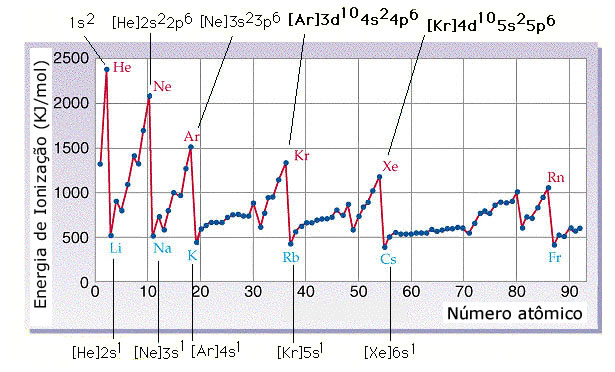 1s² [He]2s²2p⁶ [Ne]3s²3p⁶ [Ar]3d¹⁰4s²4p⁶ [Kr]4d¹⁰5s²5p⁶
Energia de Ionização (KJ/mol)
2500
2000
1500
1000
500
0
He
Ne
Ar
Kr
Xe
Rn
Li
Na
K
Rb
Cs
Fr
0 10 20 30 40 50 60 70 80 90
Número atômico
[He]2s¹ [Ne]3s¹ [Ar]4s¹ [Kr]5s¹ [Xe]6s¹